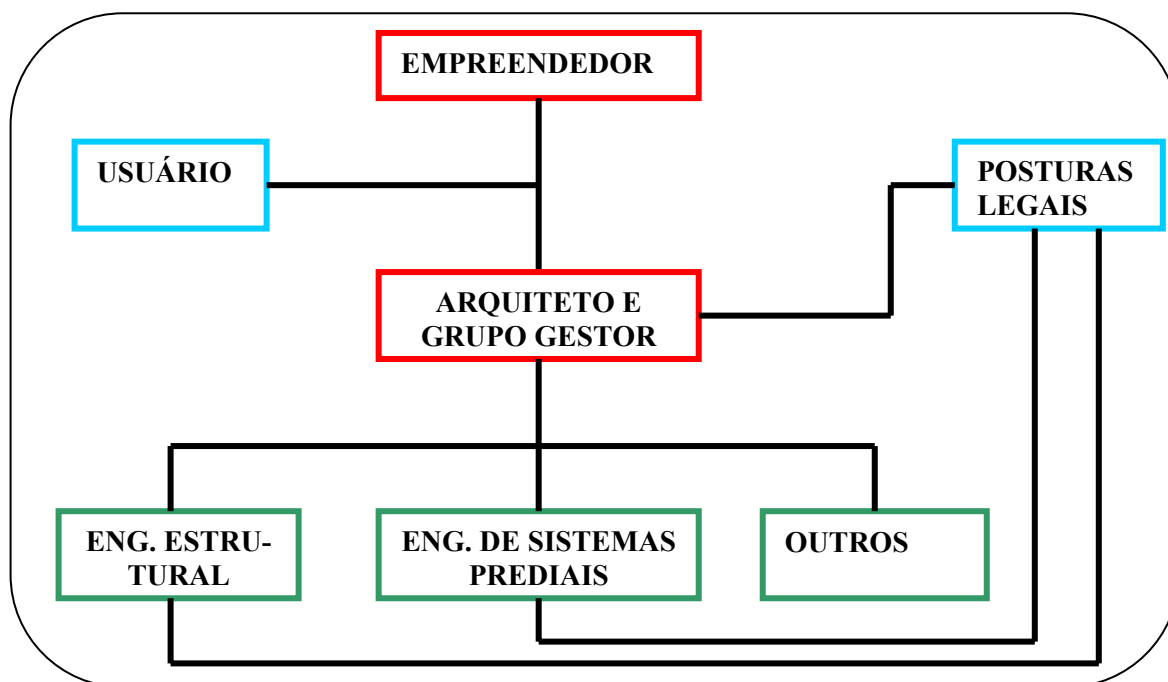 EMPREENDEDOR
USUÁRIO
POSTURAS
LEGAIS
ARQUITETO E
GRUPO GESTOR
ENG. ESTRU-
TURAL
ENG. DE SISTEMAS
PREDIAIS
OUTROS